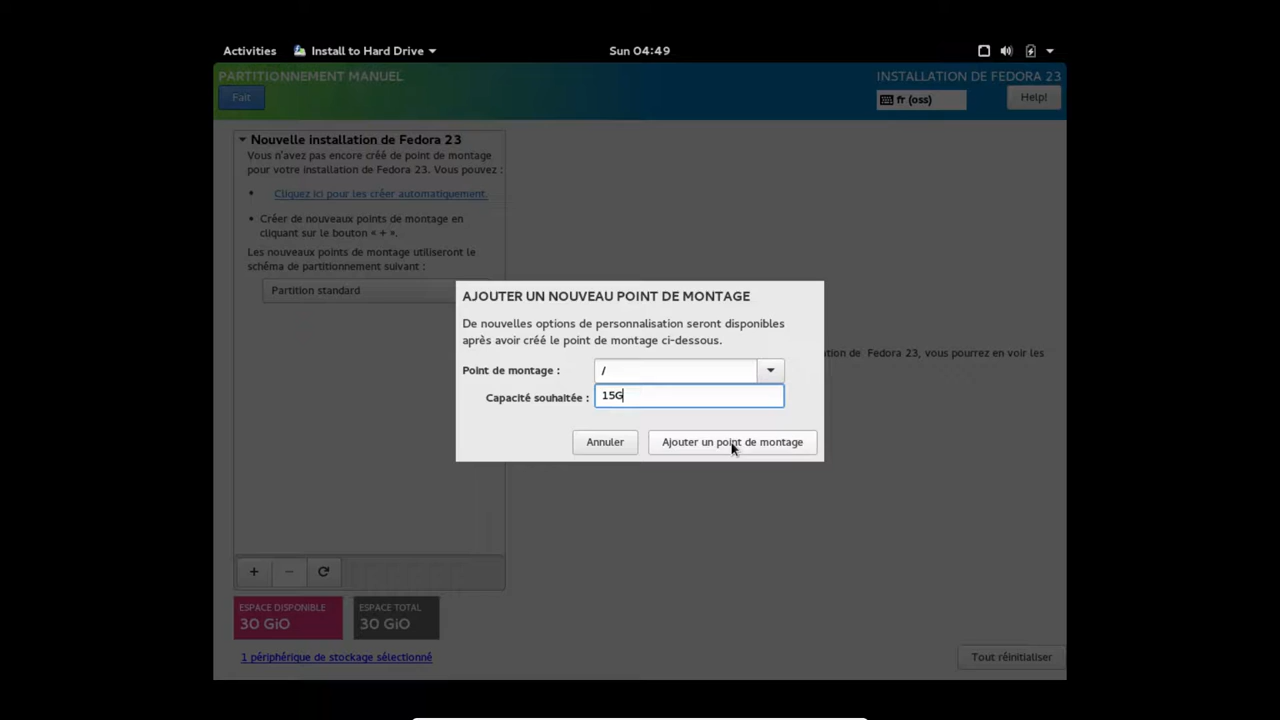 Activities Install to Hard Drive Sun 04:49
PARTITIONNEMENT MANUEL INSTALLATION DE FEDORA 23
Fait fr (oss) Help!
Nouvelle installation de Fedora 23
Vous n'avez pas encore créé de point de montage
pour votre installation de Fedora 23. Vous pouvez :
• Cliquez ici pour les créer automatiquement.
• Créer de nouveaux points de montage en
cliquant sur le bouton « + ».
Les nouveaux points de montage utiliseront le
schéma de partitionnement suivant :
Partition standard
AJOUTER UN NOUVEAU POINT DE MONTAGE
De nouvelles options de personnalisation seront disponibles
après avoir créé le point de montage ci-dessous.
Point de montage : /
Capacité souhaitée : 15G
Annuler Ajouter un point de montage
de Fedora 23, vous pourrez en voir les
+ −
ESPACE DISPONIBLE
30 GiO
ESPACE TOTAL
30 GiO
1 périphérique de stockage sélectionné
Tout réinitialiser